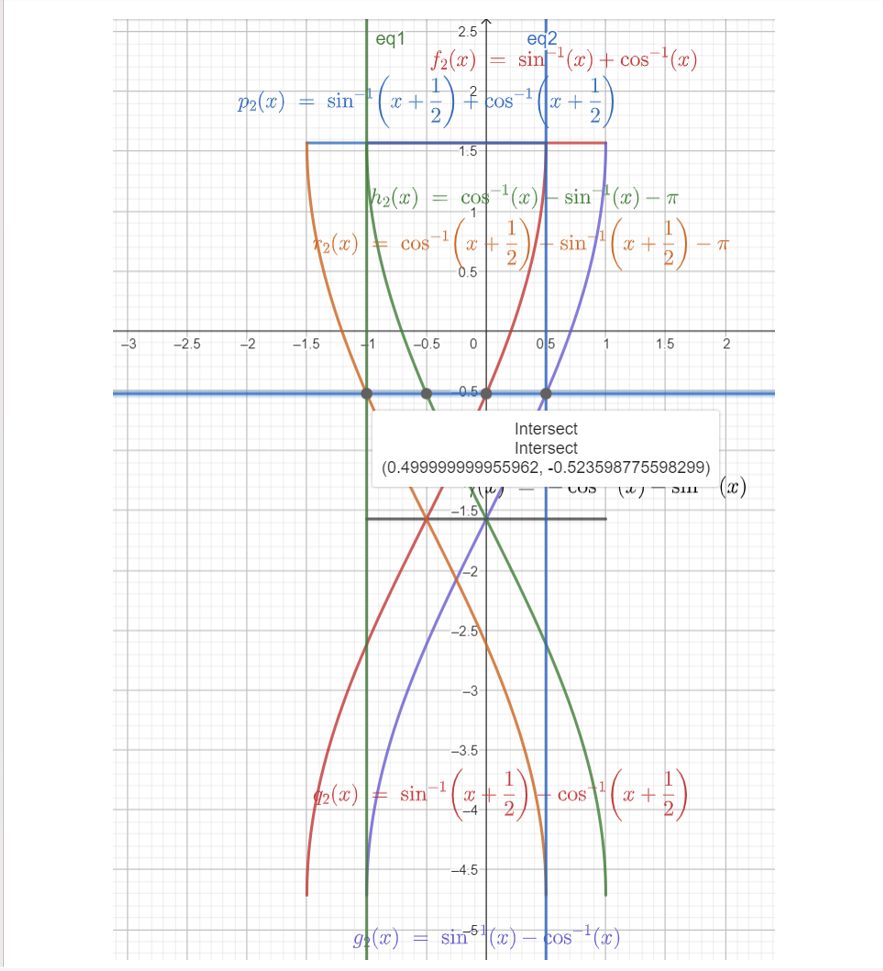 eq1
eq2
2.5
f₂(x) = sin⁻¹(x) + cos⁻¹(x)
p₂(x) = sin⁻¹(x + 1/2) + cos⁻¹(x + 1/2)
2
1.5
h₂(x) = cos⁻¹(x) − sin⁻¹(x) − π
1
r₂(x) = cos⁻¹(x + 1/2) − sin⁻¹(x + 1/2) − π
0.5
−3 −2.5 −2 −1.5 −1 −0.5 0 0.5 1 1.5 2
−0.5
Intersect
Intersect
(0.499999999955962, -0.523598775598299)
(x)
−1.5
−2
−2.5
−3
−3.5
q₂(x) = sin⁻¹(x + 1/2) − cos⁻¹(x + 1/2)
−4
−4.5
−5
g₂(x) = sin⁻¹(x) − cos⁻¹(x)